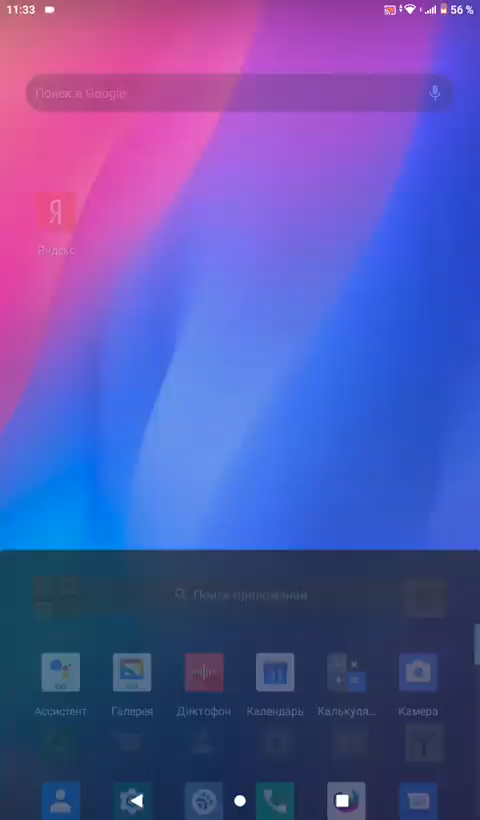 11:33
56 %
Поиск в Google
Я
Яндекс
Поиск приложений
Ассистент
Галерея
Диктофон
Календарь
Калькуля...
Камера